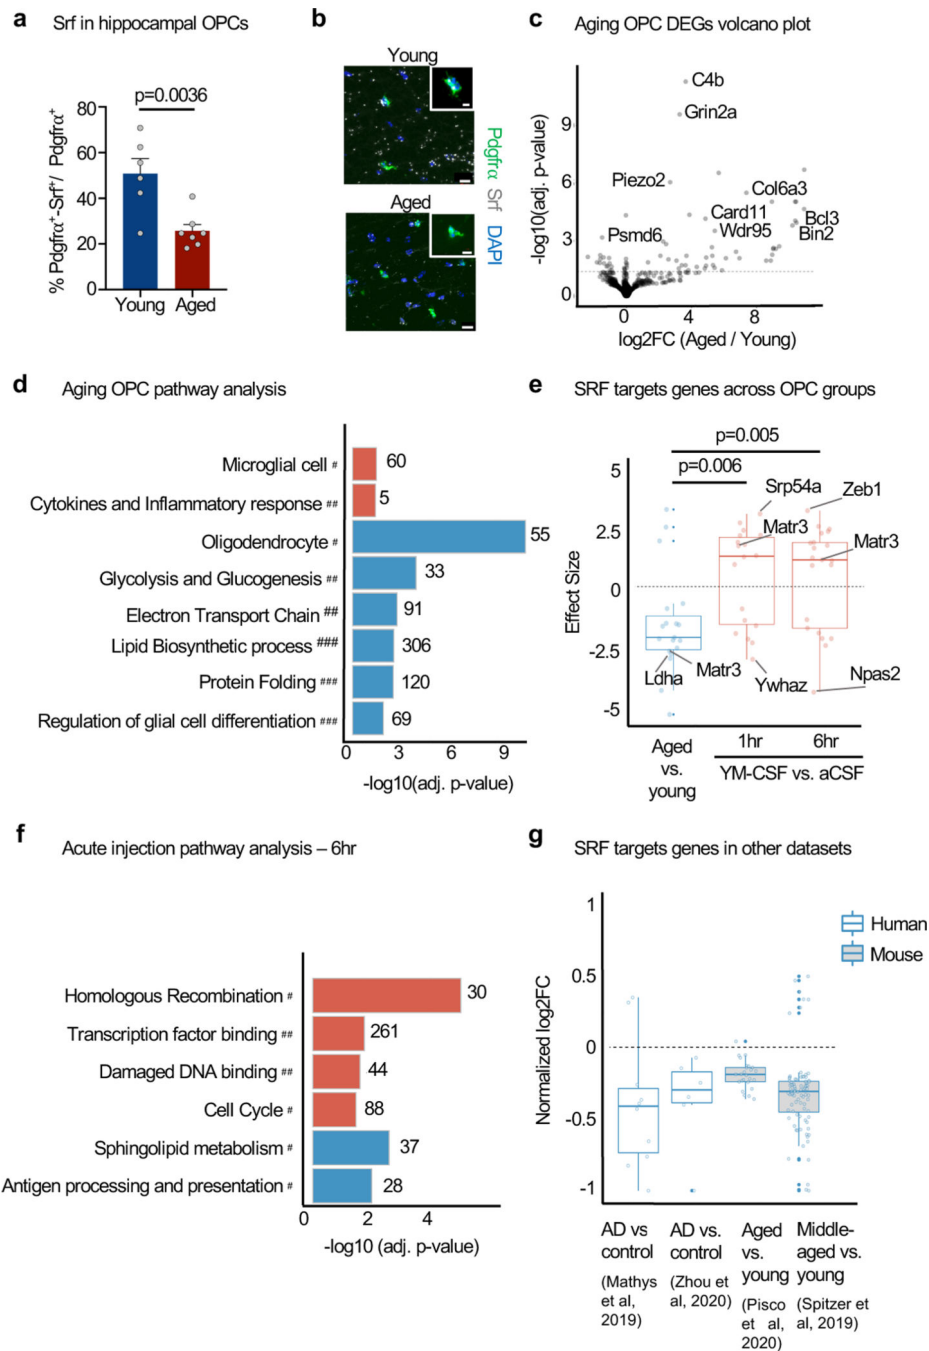 a Srf in hippocampal OPCs
p=0.0036
% Pdgfrα⁺-Srf⁺/ Pdgfrα⁺
80
60
40
20
0
Young Aged
b
Young
Aged
Pdgfrα Srf DAPI
c Aging OPC DEGs volcano plot
-log10(adj. p-value)
9
6
3
0
C4b
Grin2a
Piezo2
Col6a3
Card11
Bcl3
Wdr95
Bin2
Psmd6
0 4 8
log2FC (Aged / Young)
d Aging OPC pathway analysis
Microglial cell # 60
Cytokines and Inflammatory response ## 5
Oligodendrocyte # 55
Glycolysis and Glucogenesis ## 33
Electron Transport Chain ## 91
Lipid Biosynthetic process ### 306
Protein Folding ### 120
Regulation of glial cell differentiation ### 69
0 3 6 9
-log10(adj. p-value)
e SRF targets genes across OPC groups
p=0.005
p=0.006
Effect Size
5
2.5
0
-2.5
-5
Srp54a
Zeb1
Matr3
Matr3
Ldha
Matr3
Ywhaz
Npas2
Aged
vs.
young
1hr 6hr
YM-CSF vs. aCSF
f Acute injection pathway analysis – 6hr
Homologous Recombination # 30
Transcription factor binding ## 261
Damaged DNA binding ## 44
Cell Cycle # 88
Sphingolipid metabolism # 37
Antigen processing and presentation # 28
0 2 4
-log10 (adj. p-value)
g SRF targets genes in other datasets
Human
Mouse
Normalized log2FC
1
0.5
0
-0.5
-1
AD vs
control
(Mathys
et al,
2019)
AD vs.
control
(Zhou et
al, 2020)
Aged
vs.
young
(Pisco
et al,
2020)
Middle-
aged vs.
young
(Spitzer et
al, 2019)